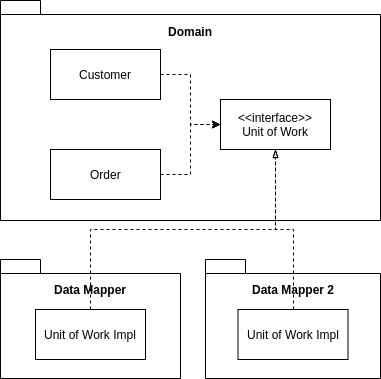 Domain
Customer
<<interface>>
Unit of Work
Order
Data Mapper
Data Mapper 2
Unit of Work Impl
Unit of Work Impl